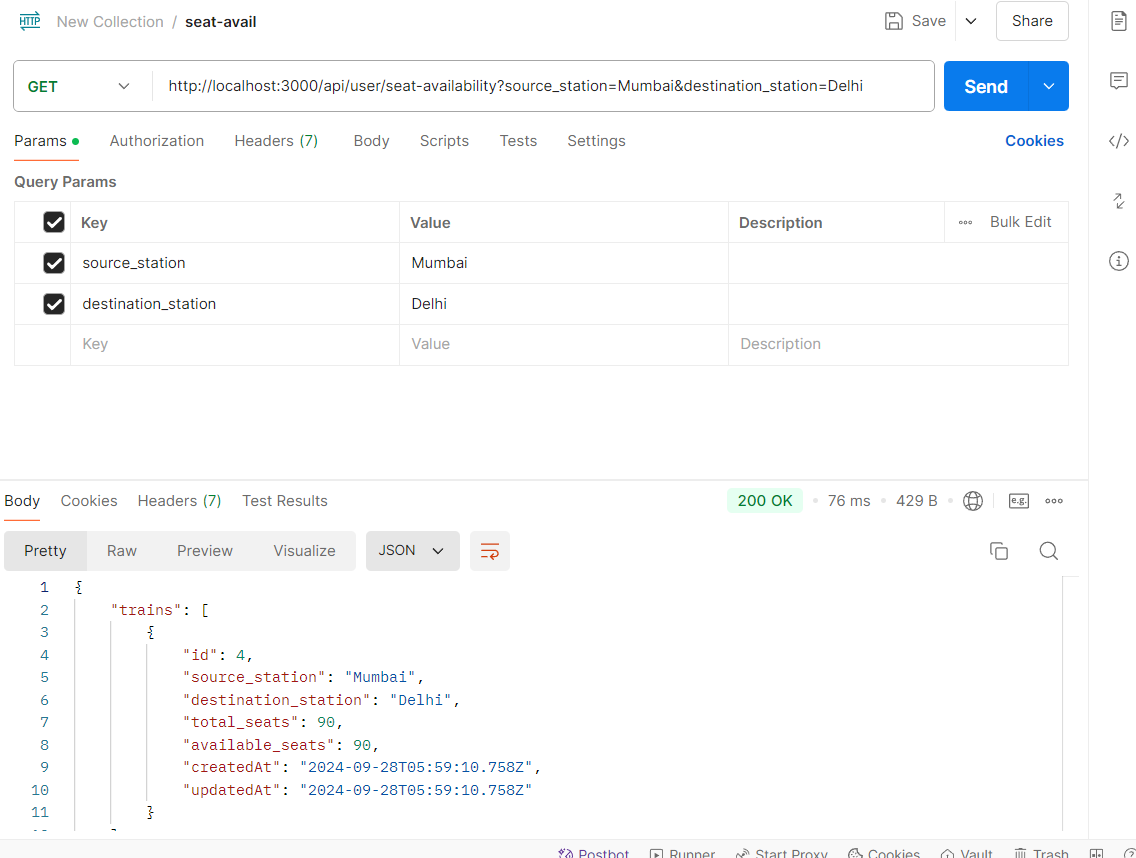 HTTP New Collection / seat-avail Save Share
GET http://localhost:3000/api/user/seat-availability?source_station=Mumbai&destination_station=Delhi Send
Params Authorization Headers (7) Body Scripts Tests Settings Cookies
Query Params
Key Value Description Bulk Edit
source_station Mumbai
destination_station Delhi
Key Value Description
Body Cookies Headers (7) Test Results 200 OK 76 ms 429 B e.g.
Pretty Raw Preview Visualize JSON
1 {
2 "trains": [
3 {
4 "id": 4,
5 "source_station": "Mumbai",
6 "destination_station": "Delhi",
7 "total_seats": 90,
8 "available_seats": 90,
9 "createdAt": "2024-09-28T05:59:10.758Z",
10 "updatedAt": "2024-09-28T05:59:10.758Z"
11 }
Postbot Runner Start Proxy Cookies Vault Trash